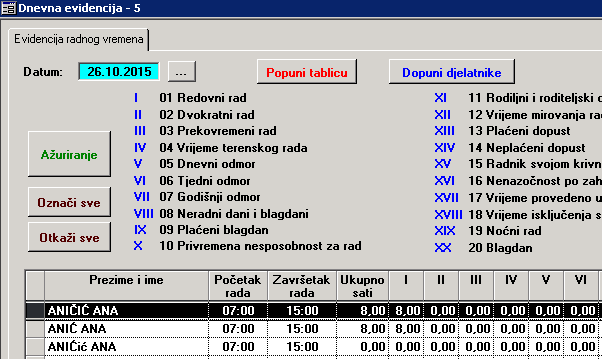 Dnevna evidencija - 5
Evidencija radnog vremena
Datum: 26.10.2015 ... Popuni tablicu Dopuni djelatnike
I 01 Redovni rad XI 11 Rodiljni i roditeljski
II 02 Dvokratni rad XII 12 Vrijeme mirovanja
III 03 Prekovremeni rad XIII 13 Plaćeni dopust
Ažuriranje IV 04 Vrijeme terenskog rada XIV 14 Neplaćeni dopust
V 05 Dnevni odmor XV 15 Radnik svojom
VI 06 Tjedni odmor XVI 16 Nenazočnost po
Označi sve VII 07 Godišnji odmor XVII 17 Vrijeme provedeno
VIII 08 Neradni dani i blagdani XVIII 18 Vrijeme isključenja
Otkaži sve IX 09 Plaćeni blagdan XIX 19 Noćni rad
X 10 Privremena nesposobnost za rad XX 20 Blagdan
Prezime i ime Početak rada Završetak rada Ukupno sati I II III IV V VI
ANIČIĆ ANA 07:00 15:00 8,00 8,00 0,00 0,00 0,00 0,00 0,00
ANIĆ ANA 07:00 15:00 8,00 8,00 0,00 0,00 0,00 0,00 0,00
ANIČić ANA 07:00 15:00 0,00 0,00 0,00 0,00 0,00 0,00 0,00